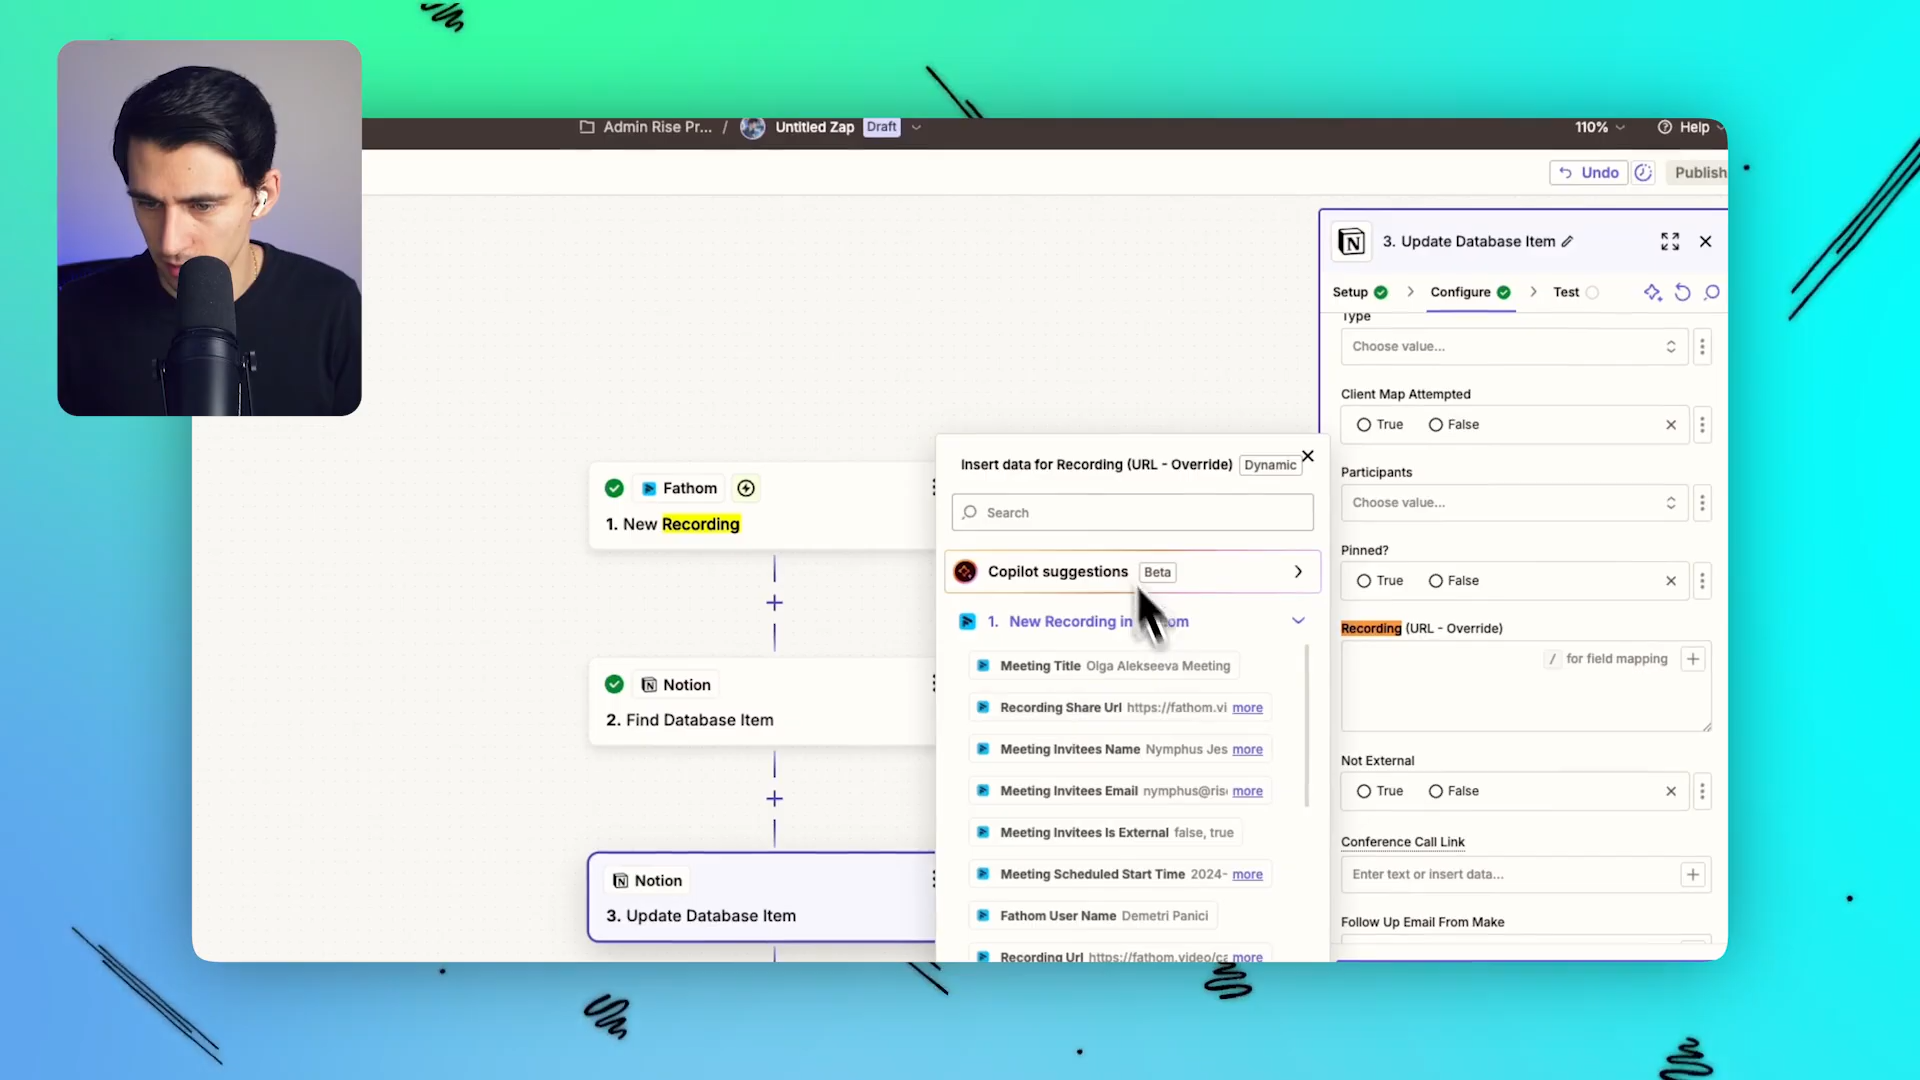 Admin Rise Pr... / Untitled Zap Draft
110% Help
Undo
Publish
3. Update Database Item
Setup > Configure > Test
Type
Choose value...
Client Map Attempted
True False
Participants
Choose value...
Pinned?
True False
Recording (URL - Override)
/ for field mapping
Not External
True False
Conference Call Link
Enter text or insert data...
Follow Up Email From Make
Fathom
1. New Recording
Notion
2. Find Database Item
Notion
3. Update Database Item
Insert data for Recording (URL - Override) Dynamic
Search
Copilot suggestions Beta
1. New Recording in
Meeting Title Olga Alekseeva Meeting
Recording Share Url https://fathom.vi more
Meeting Invitees Name Nymphus Jes more
Meeting Invitees Email nymphus@ris more
Meeting Invitees Is External false, true
Meeting Scheduled Start Time 2024- more
Fathom User Name Demetri Panici
Recording Url https://fathom.video/ca more